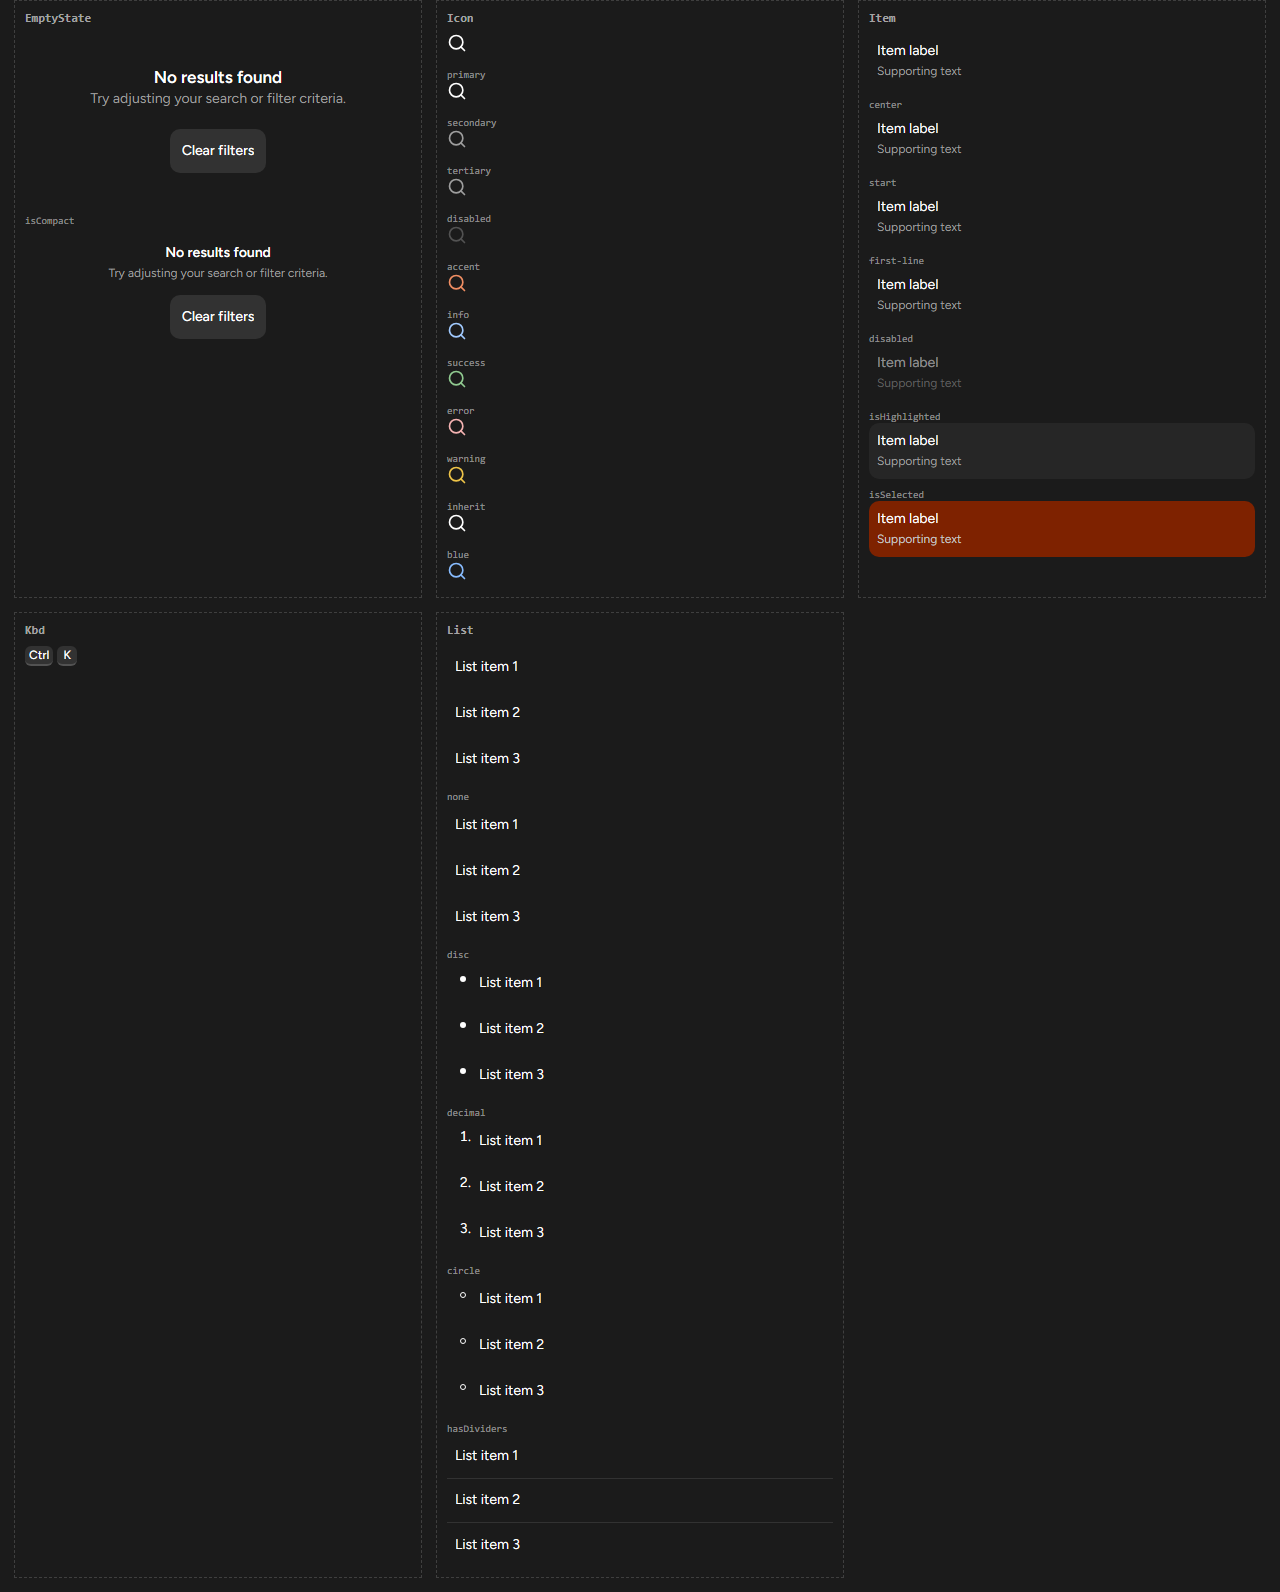 EmptyState
No results found
Try adjusting your search or filter criteria.
Clear filters
isCompact
No results found
Try adjusting your search or filter criteria.
Clear filters
Icon
primary
secondary
tertiary
disabled
accent
info
success
error
warning
inherit
blue
Item
Item label
Supporting text
center
Item label
Supporting text
start
Item label
Supporting text
first-line
Item label
Supporting text
disabled
Item label
Supporting text
isHighlighted
Item label
Supporting text
isSelected
Item label
Supporting text
Kbd
Ctrl K
List
List item 1
List item 2
List item 3
none
List item 1
List item 2
List item 3
disc
• List item 1
• List item 2
• List item 3
decimal
1. List item 1
2. List item 2
3. List item 3
circle
◦ List item 1
◦ List item 2
◦ List item 3
hasDividers
List item 1
List item 2
List item 3